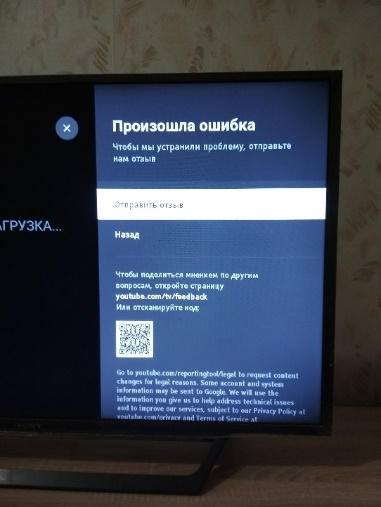 Произошла ошибка
Чтобы мы устранили проблему, отправьте
нам отзыв
АГРУЗКА...
Отправить отзыв
Назад
Чтобы поделиться мнением по другим
вопросам, откройте страницу
youtube.com/tv/feedback
Или отсканируйте код:
Go to youtube.com/reportingtool/legal to request content
changes for legal reasons. Some account and system
information may be sent to Google. We will use the
information you give us to help address technical issues
and to improve our services, subject to our Privacy Policy at
youtube.com/privacy and Terms of Service at
SONY